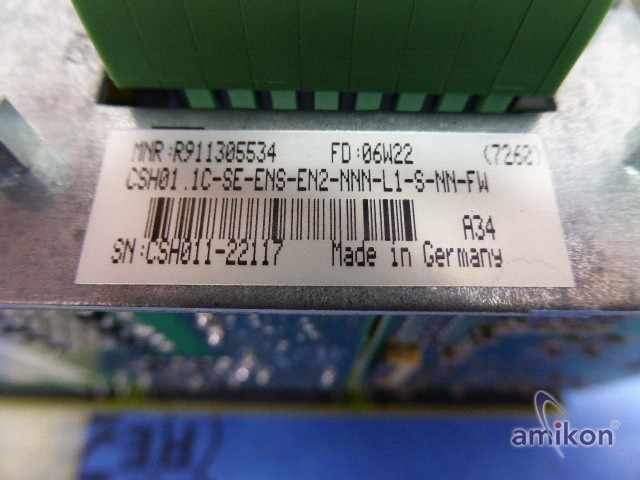 MNR:R911305534 FD:06W22 (7260)
CSH01.1C-SE-ENS-EN2-NNN-L1-S-NN-FW
A34
SN:CSH011-22117 Made in Germany
amikon